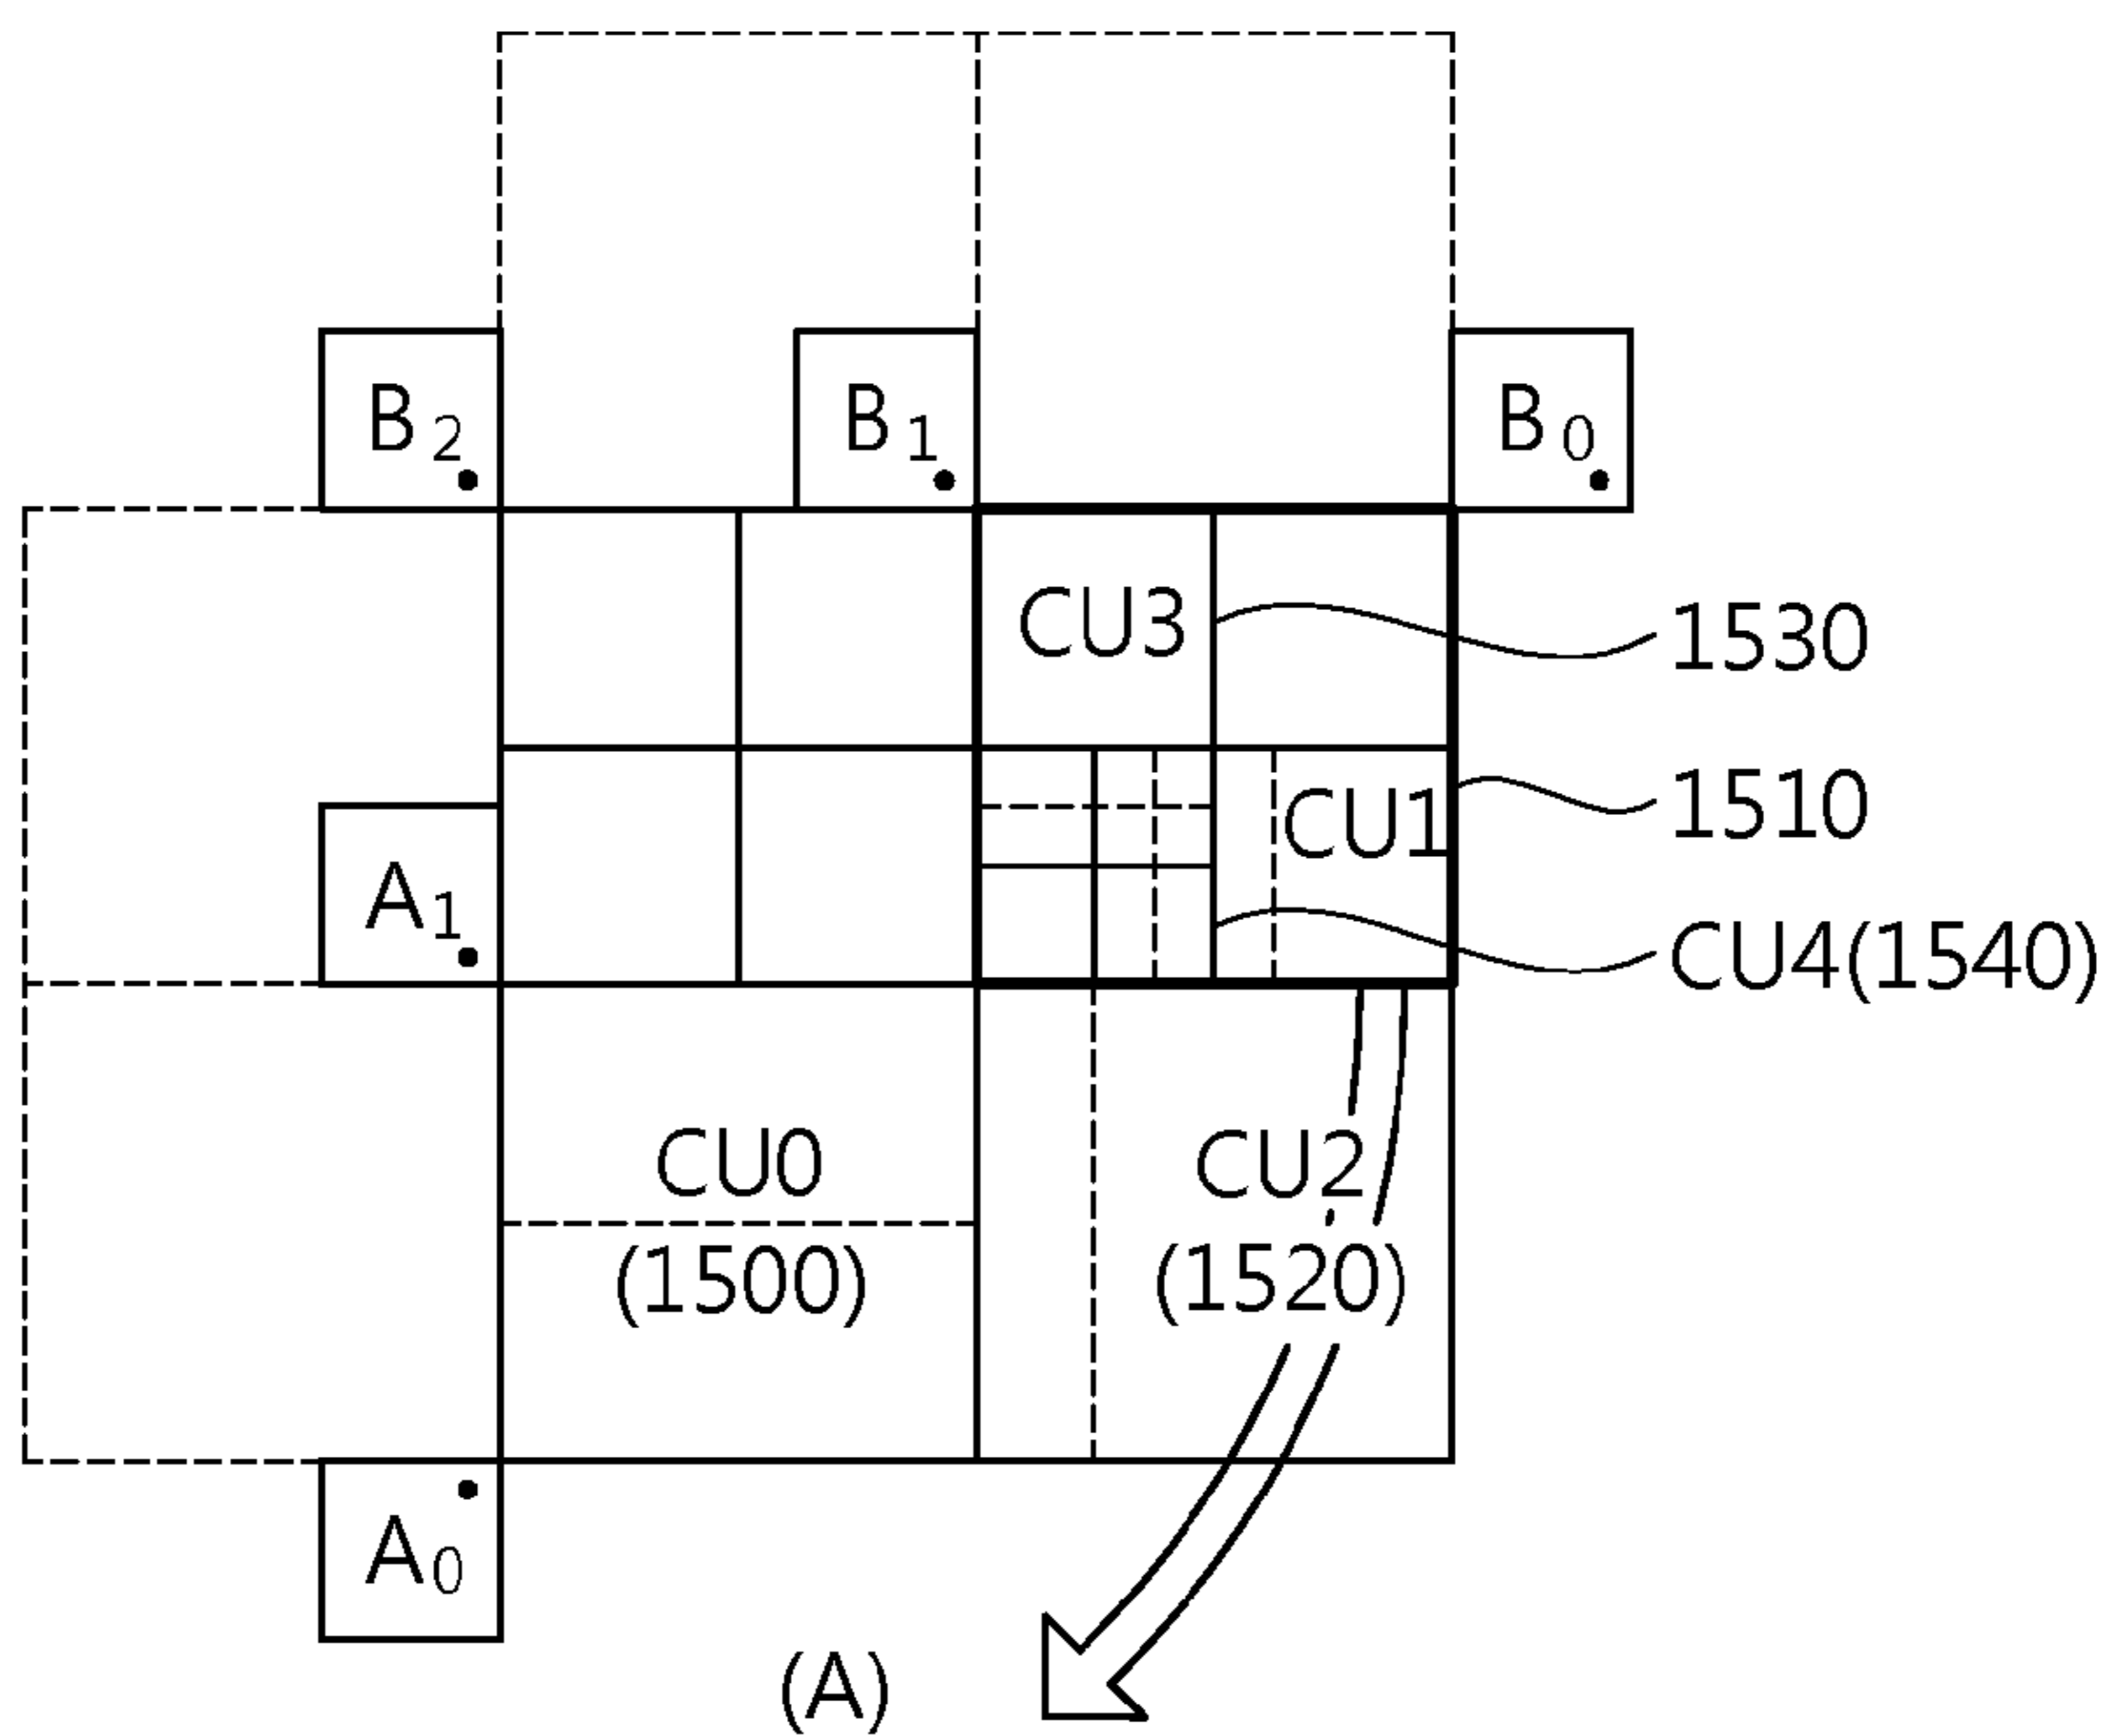 B2 B1 B0
CU3
1530
CU1
1510
A1
CU4(1540)
CU0
(1500)
CU2
(1520)
A0
(A)